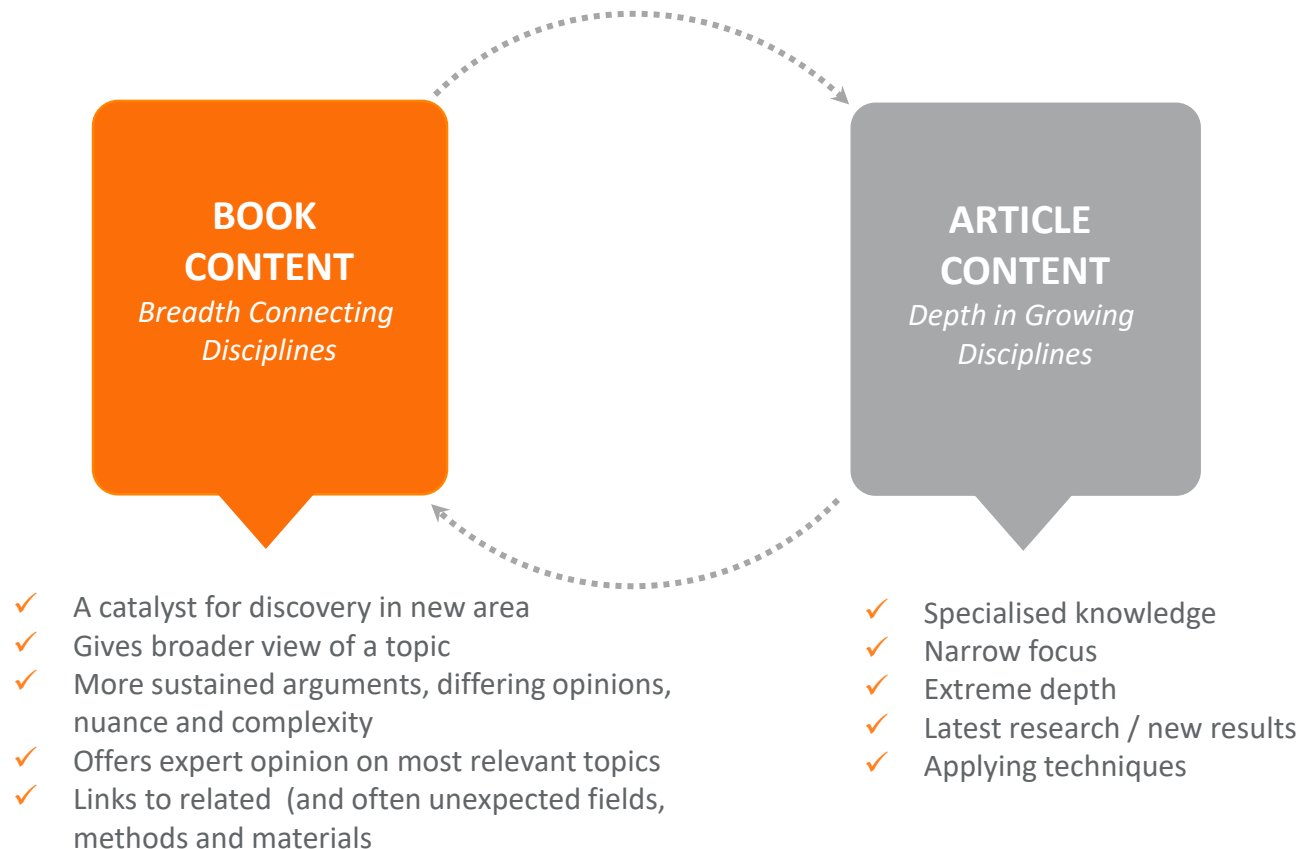 BOOK
CONTENT
Breadth Connecting
Disciplines
ARTICLE
CONTENT
Depth in Growing
Disciplines
✓ A catalyst for discovery in new area
✓ Gives broader view of a topic
✓ More sustained arguments, differing opinions,
nuance and complexity
✓ Offers expert opinion on most relevant topics
✓ Links to related (and often unexpected fields,
methods and materials
✓ Specialised knowledge
✓ Narrow focus
✓ Extreme depth
✓ Latest research / new results
✓ Applying techniques